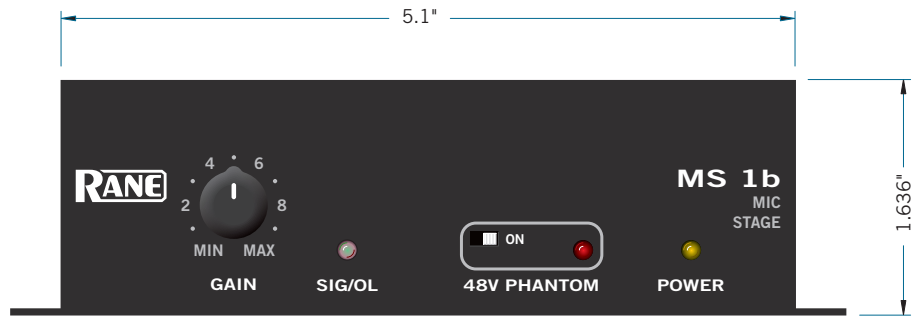 5.1"
RANE
4 6
2 8
MIN MAX
GAIN
SIG/OL
ON
48V PHANTOM
POWER
MS 1b
MIC
STAGE
1.636"